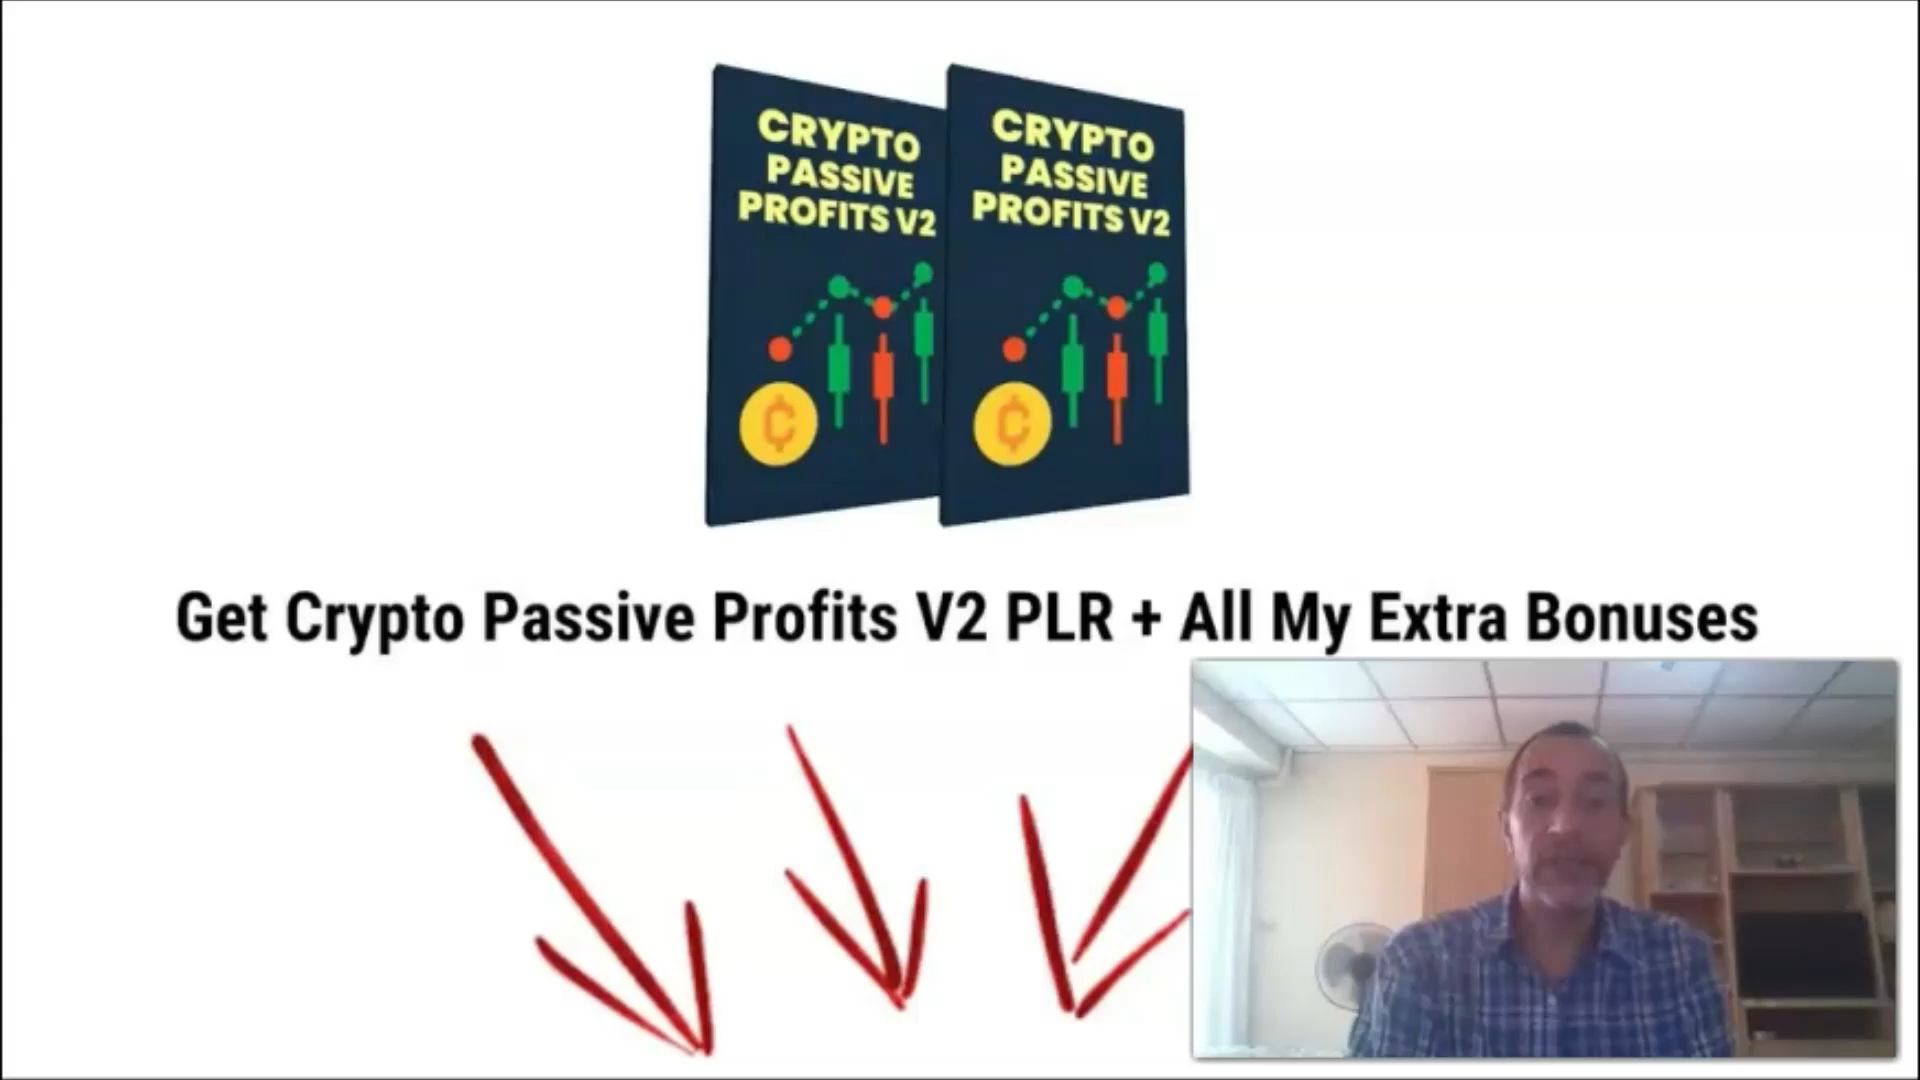 CRYPTO
PASSIVE
PROFITS V2
CRYPTO
PASSIVE
PROFITS V2
Get Crypto Passive Profits V2 PLR + All My Extra Bonuses